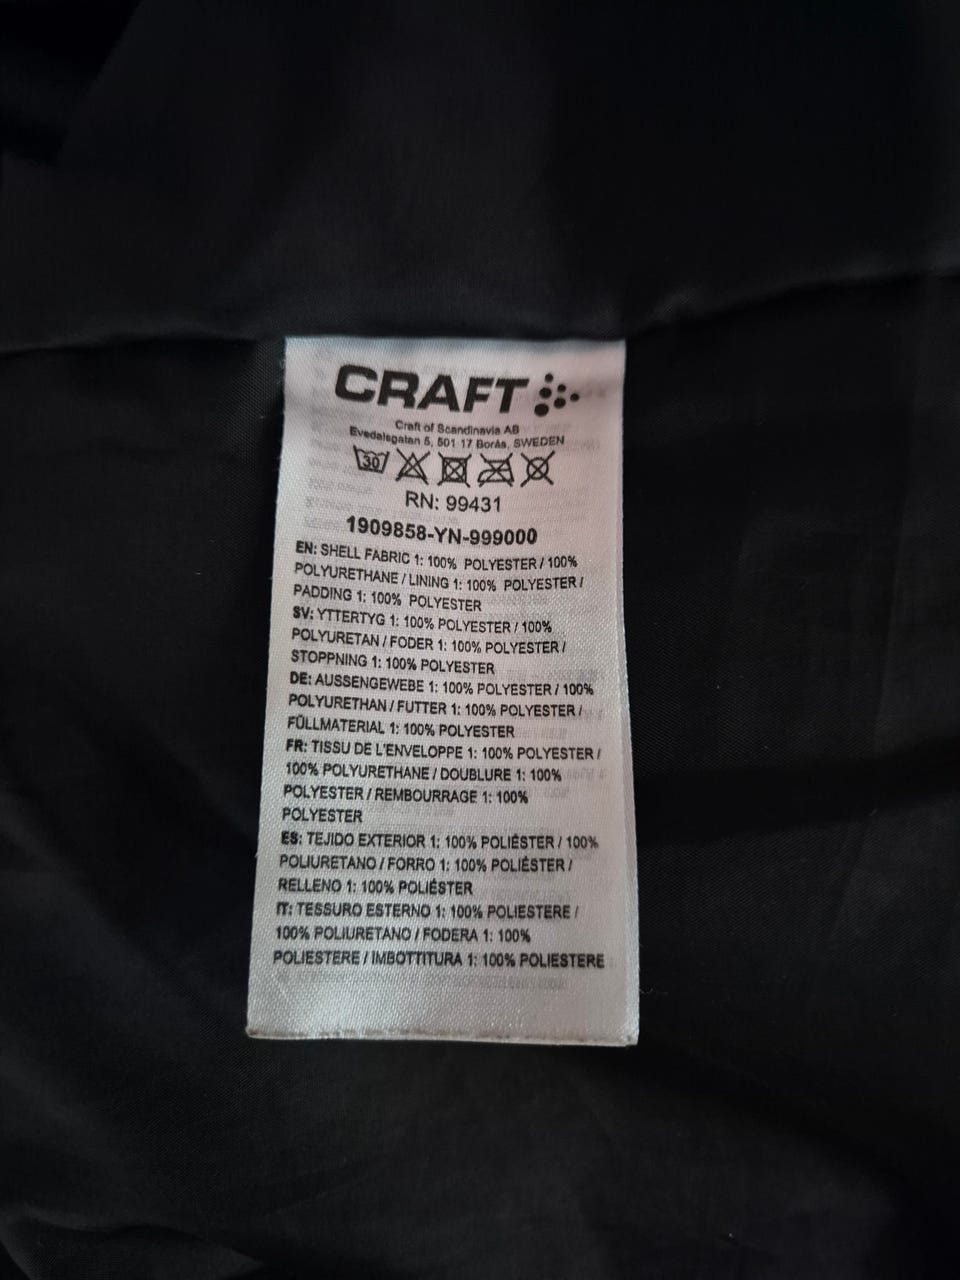 CRAFT
Craft of Scandinavia AB
Evedalsgatan 5, 501 17 Borås, SWEDEN
30
RN: 99431
1909858-YN-999000
EN: SHELL FABRIC 1: 100% POLYESTER / 100%
POLYURETHANE / LINING 1: 100% POLYESTER /
PADDING 1: 100% POLYESTER
SV: YTTERTYG 1: 100% POLYESTER / 100%
POLYURETAN / FODER 1: 100% POLYESTER /
STOPPNING 1: 100% POLYESTER
DE: AUSSENGEWEBE 1: 100% POLYESTER / 100%
POLYURETHAN / FUTTER 1: 100% POLYESTER /
FÜLLMATERIAL 1: 100% POLYESTER
FR: TISSU DE L'ENVELOPPE 1: 100% POLYESTER /
100% POLYURETHANE / DOUBLURE 1: 100%
POLYESTER / REMBOURRAGE 1: 100%
POLYESTER
ES: TEJIDO EXTERIOR 1: 100% POLIÉSTER / 100%
POLIURETANO / FORRO 1: 100% POLIÉSTER /
RELLENO 1: 100% POLIÉSTER
IT: TESSURO ESTERNO 1: 100% POLIESTERE /
100% POLIURETANO / FODERA 1: 100%
POLIESTERE / IMBOTTITURA 1: 100% POLIESTERE